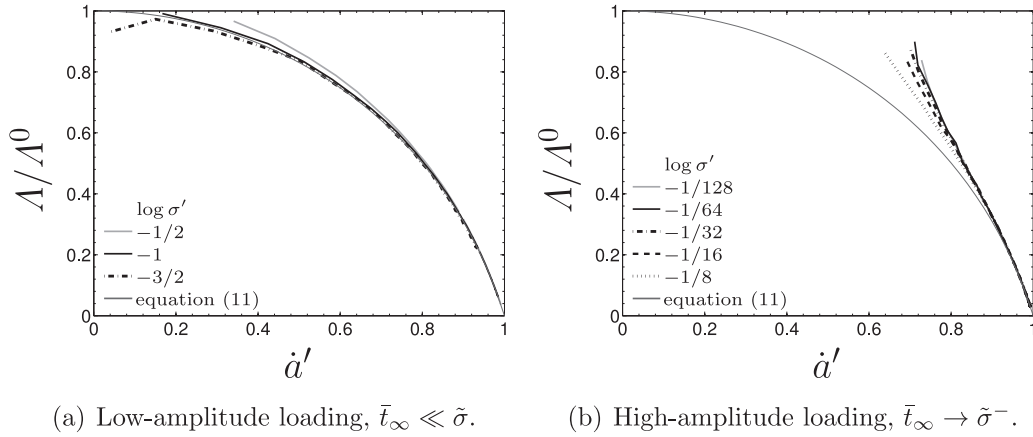 1
0.8
0.6
0.4
0.2
0
Λ/Λ⁰
log σ′
−1/2
−1
−3/2
equation (11)
0 0.2 0.4 0.6 0.8 1
ȧ′
(a) Low-amplitude loading, t̄∞ ≪ σ̃.
1
0.8
0.6
0.4
0.2
0
Λ/Λ⁰
log σ′
−1/128
−1/64
−1/32
−1/16
−1/8
equation (11)
0 0.2 0.4 0.6 0.8 1
ȧ′
(b) High-amplitude loading, t̄∞ → σ̃⁻.